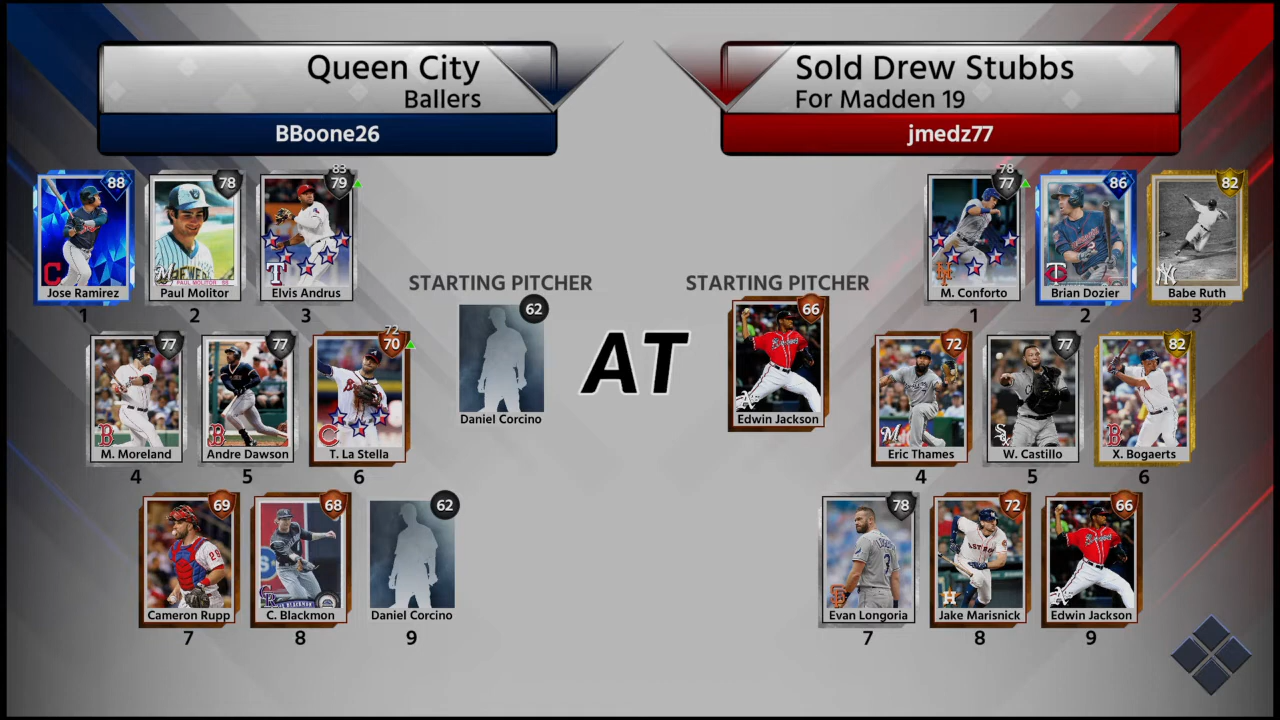 Queen City
Ballers
BBoone26
Sold Drew Stubbs
For Madden 19
jmedz77
88
Jose Ramirez
1
78
Paul Molitor
2
83
79
Elvis Andrus
3
77
M. Moreland
4
77
Andre Dawson
5
72
70
T. La Stella
6
69
Cameron Rupp
7
68
C. Blackmon
8
62
Daniel Corcino
9
STARTING PITCHER
62
Daniel Corcino
AT
STARTING PITCHER
66
Edwin Jackson
78
77
M. Conforto
1
86
Brian Dozier
2
82
Babe Ruth
3
72
Eric Thames
4
77
W. Castillo
5
82
X. Bogaerts
6
78
Evan Longoria
7
72
Jake Marisnick
8
66
Edwin Jackson
9